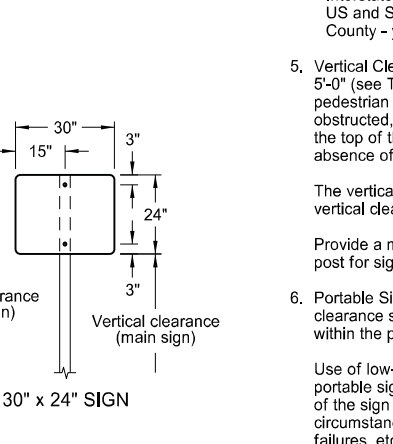 30"
15"
3"
24"
3"
rance
n)
Vertical clearance
(main sign)
30" x 24" SIGN
US and S
County -
5. Vertical Cle
5'-0" (see T
pedestrian
obstructed,
the top of th
absence of
The vertica
vertical clea
Provide a m
post for sig
6. Portable Si
clearance s
within the p
Use of low-
portable sig
of the sign
circumstanc
failures, etc